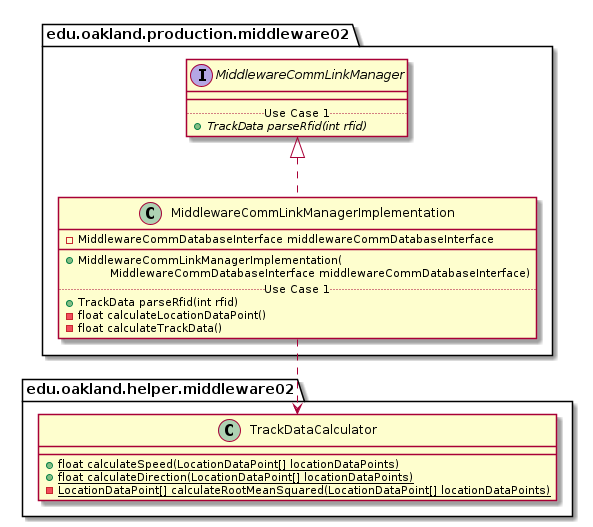 edu.oakland.production.middleware02
I MiddlewareCommLinkManager
Use Case 1
TrackData parseRfid(int rfid)
C MiddlewareCommLinkManagerImplementation
MiddlewareCommDatabaseInterface middlewareCommDatabaseInterface
MiddlewareCommLinkManagerImplementation(
MiddlewareCommDatabaseInterface middlewareCommDatabaseInterface)
Use Case 1
TrackData parseRfid(int rfid)
float calculateLocationDataPoint()
float calculateTrackData()
edu.oakland.helper.middleware02
C TrackDataCalculator
float calculateSpeed(LocationDataPoint[] locationDataPoints)
float calculateDirection(LocationDataPoint[] locationDataPoints)
LocationDataPoint[] calculateRootMeanSquared(LocationDataPoint[] locationDataPoints)